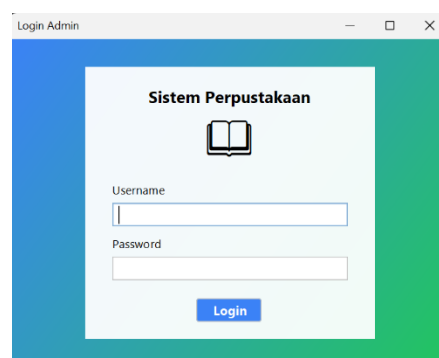 Login Admin
Sistem Perpustakaan
Username
Password
Login